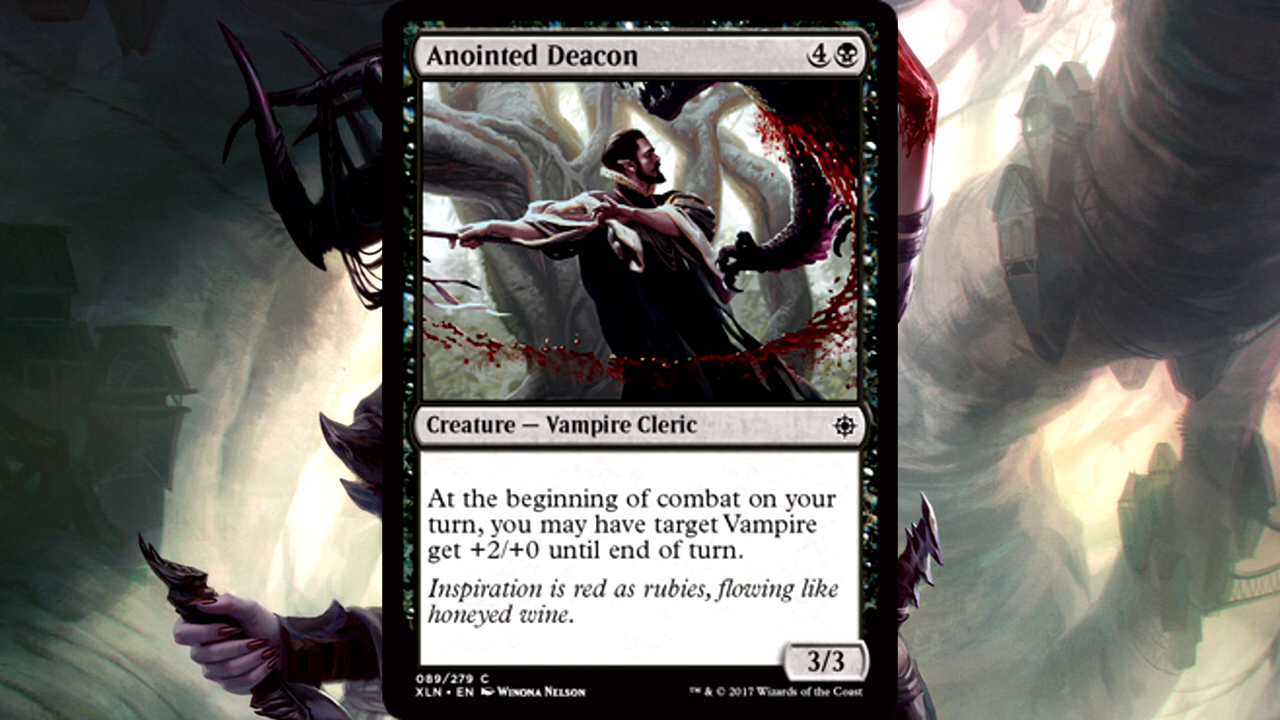 Anointed Deacon 4
Creature — Vampire Cleric
At the beginning of combat on your
turn, you may have target Vampire
get +2/+0 until end of turn.
Inspiration is red as rubies, flowing like
honeyed wine.
3/3
089/279 C
XLN • EN Winona Nelson
™ & © 2017 Wizards of the Coast